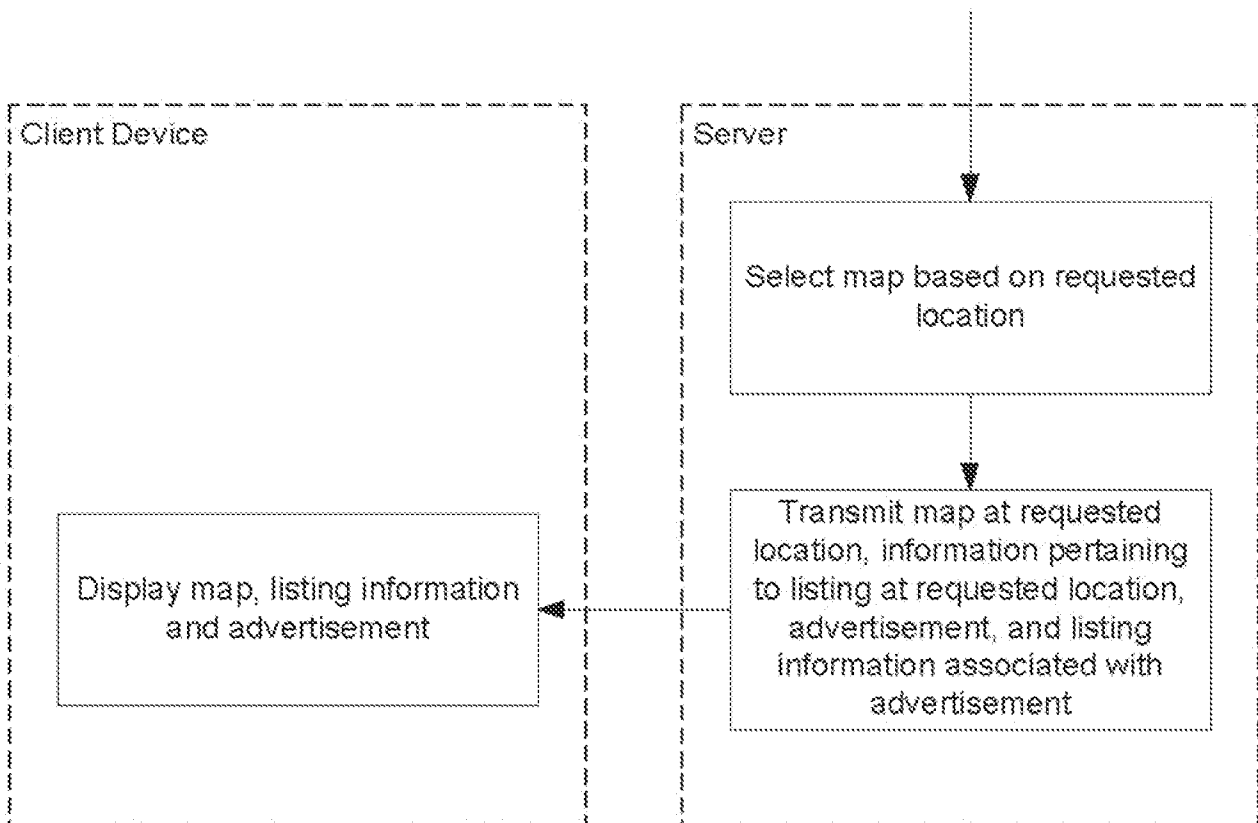 Client Device
Server
Select map based on requested
location
Transmit map at requested
location, information pertaining
to listing at requested location,
advertisement, and listing
information associated with
advertisement
Display map, listing information
and advertisement